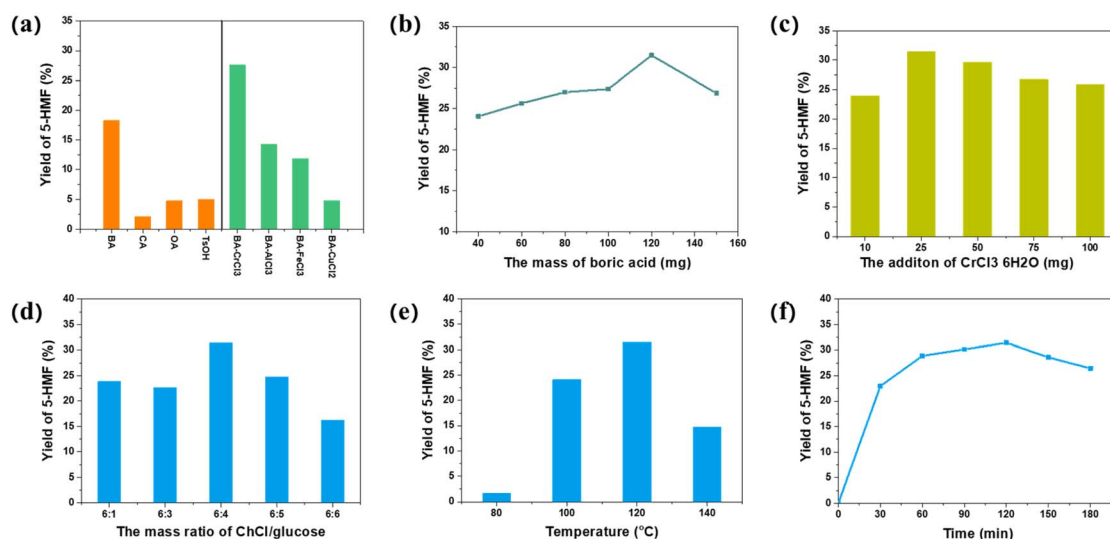 (a)
Yield of 5-HMF (%)
35
30
25
20
15
10
5
0
BA
CA
OA
TsOH
BA-CrCl3
BA-AlCl3
BA-FeCl3
BA-CuCl2
(b)
Yield of 5-HMF (%)
35
30
25
20
15
10
40 60 80 100 120 140 160
The mass of boric acid (mg)
(c)
Yield of 5-HMF (%)
35
30
25
20
15
10
5
0
10 25 50 75 100
The additon of CrCl3 6H2O (mg)
(d)
Yield of 5-HMF (%)
40
35
30
25
20
15
10
5
0
6:1 6:3 6:4 6:5 6:6
The mass ratio of ChCl/glucose
(e)
Yield of 5-HMF (%)
40
35
30
25
20
15
10
5
0
80 100 120 140
Temperature (°C)
(f)
Yield of 5-HMF (%)
40
35
30
25
20
15
10
5
0
0 30 60 90 120 150 180
Time (min)